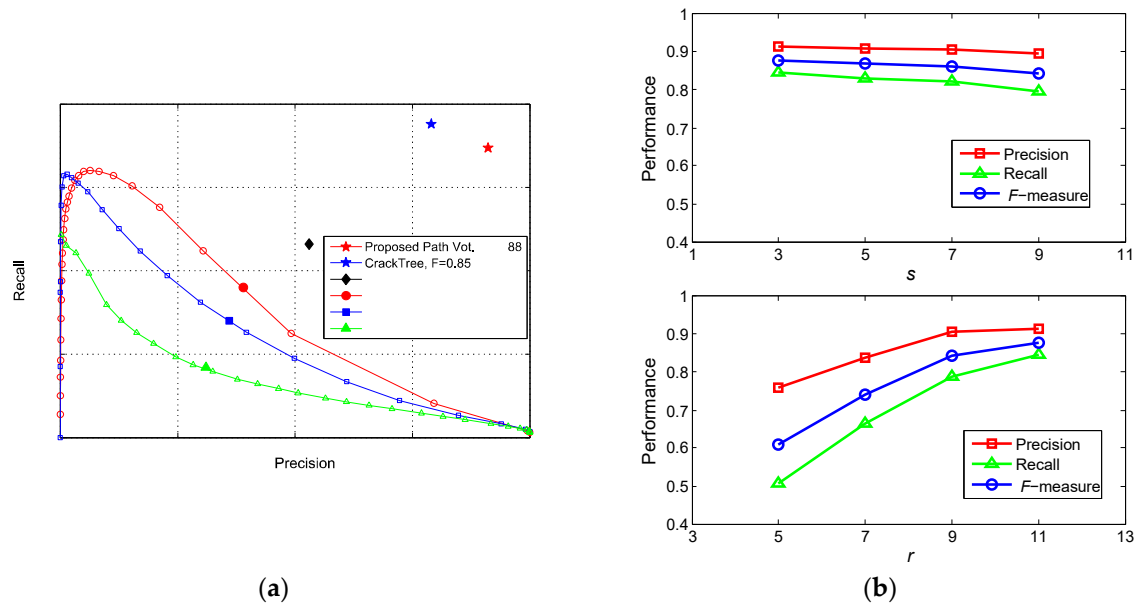 Recall
Proposed Path Vot. 88
CrackTree, F=0.85
Precision
(a)
1
0.9
0.8
0.7
0.6
0.5
0.4
Performance
Precision
Recall
F-measure
1 3 5 7 9 11
s
1
0.9
0.8
0.7
0.6
0.5
0.4
Performance
Precision
Recall
F-measure
3 5 7 9 11 13
r
(b)